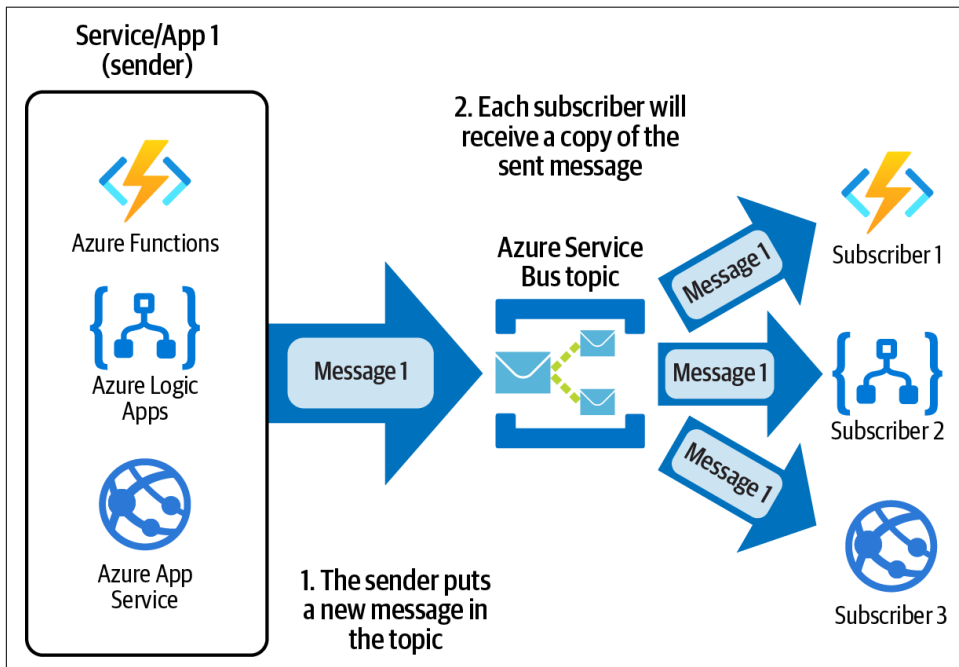 Service/App 1
(sender)
Azure Functions
Azure Logic
Apps
Azure App
Service
Message 1
1. The sender puts
a new message in
the topic
2. Each subscriber will
receive a copy of the
sent message
Azure Service
Bus topic
Message 1
Message 1
Message 1
Subscriber 1
Subscriber 2
Subscriber 3